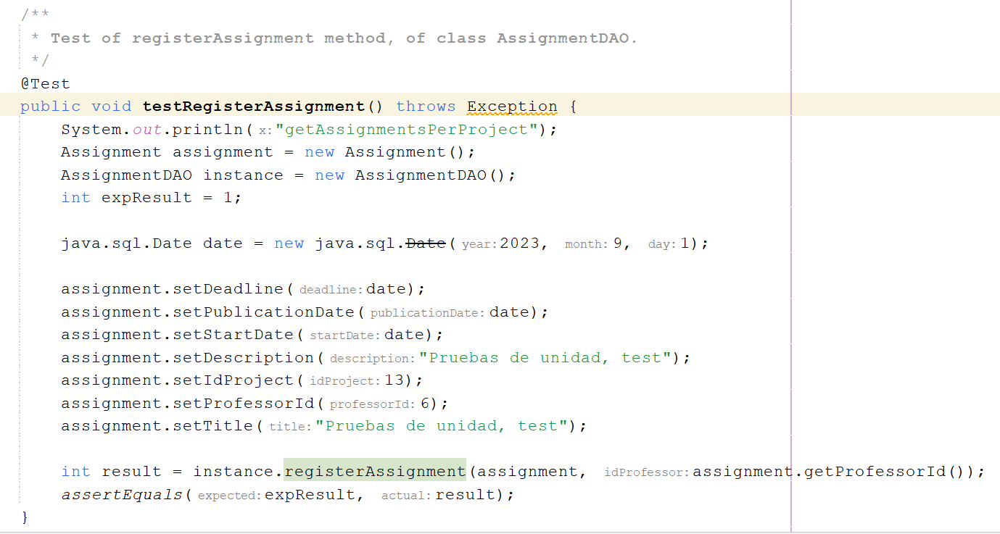 /**
 * Test of registerAssignment method, of class AssignmentDAO.
 */
@Test
public void testRegisterAssignment() throws Exception {
    System.out.println( x: "getAssignmentsPerProject");
    Assignment assignment = new Assignment();
    AssignmentDAO instance = new AssignmentDAO();
    int expResult = 1;

    java.sql.Date date = new java.sql.Date( year: 2023, month: 9, day: 1);

    assignment.setDeadline( deadline: date);
    assignment.setPublicationDate( publicationDate: date);
    assignment.setStartDate( startDate: date);
    assignment.setDescription( description: "Pruebas de unidad, test");
    assignment.setIdProject( idProject: 13);
    assignment.setProfessorId( professorId: 6);
    assignment.setTitle( title: "Pruebas de unidad, test");

    int result = instance.registerAssignment(assignment, idProfessor: assignment.getProfessorId());
    assertEquals( expected: expResult, actual: result);
}